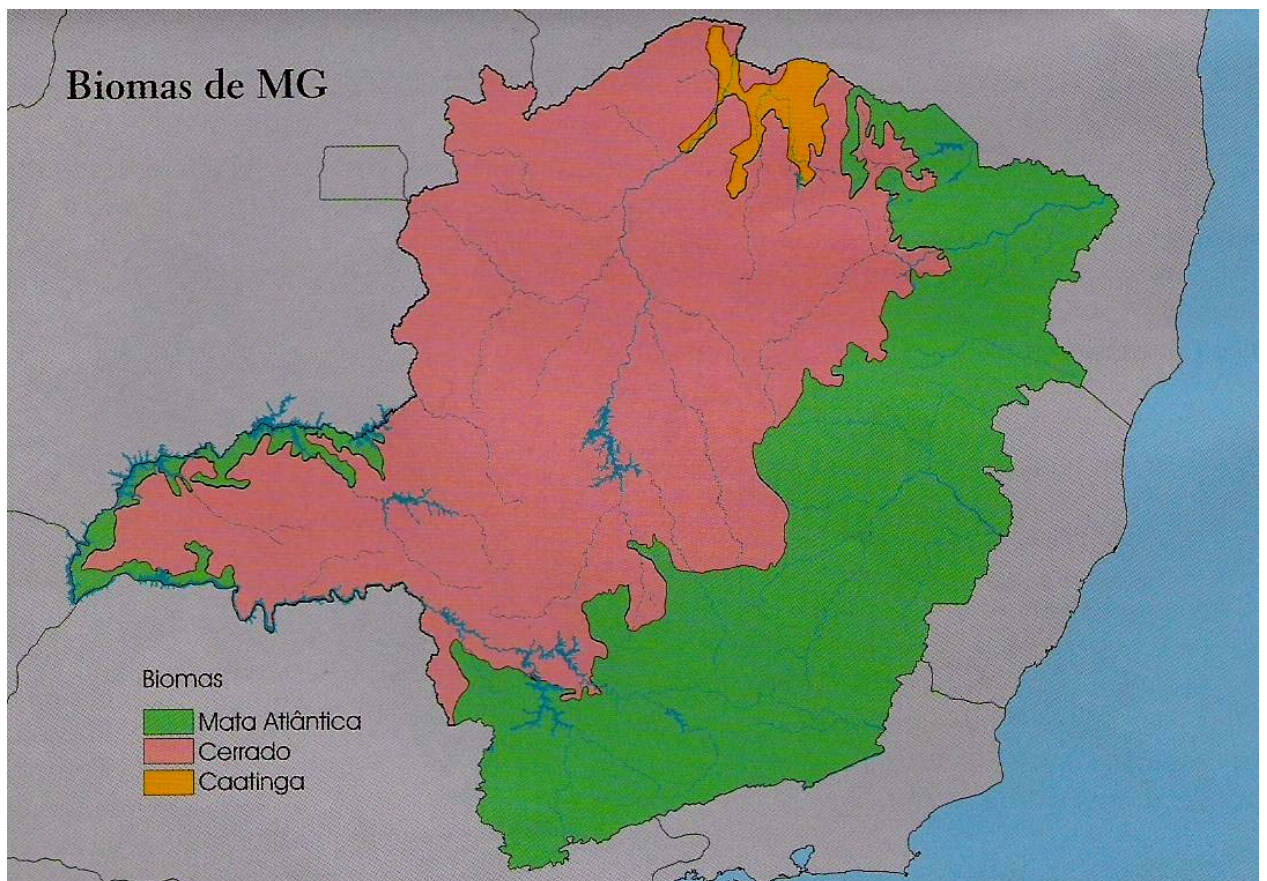 Biomas de MG
Biomas
Mata Atlântica
Cerrado
Caatinga